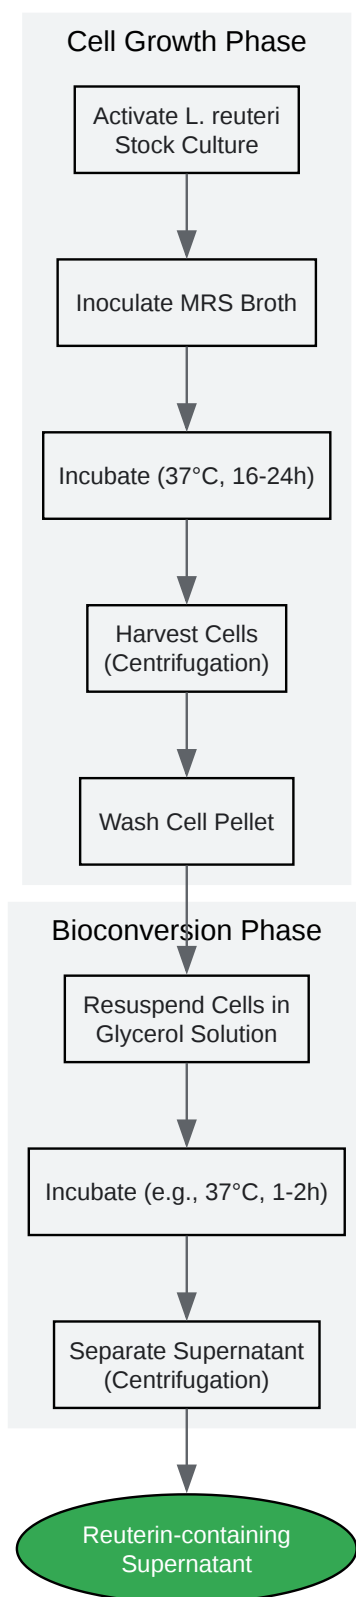 Cell Growth Phase
Activate L. reuteri
Stock Culture
Inoculate MRS Broth
Incubate (37°C, 16-24h)
Harvest Cells
(Centrifugation)
Wash Cell Pellet
Bioconversion Phase
Resuspend Cells in
Glycerol Solution
Incubate (e.g., 37°C, 1-2h)
Separate Supernatant
(Centrifugation)
Reuterin-containing
Supernatant